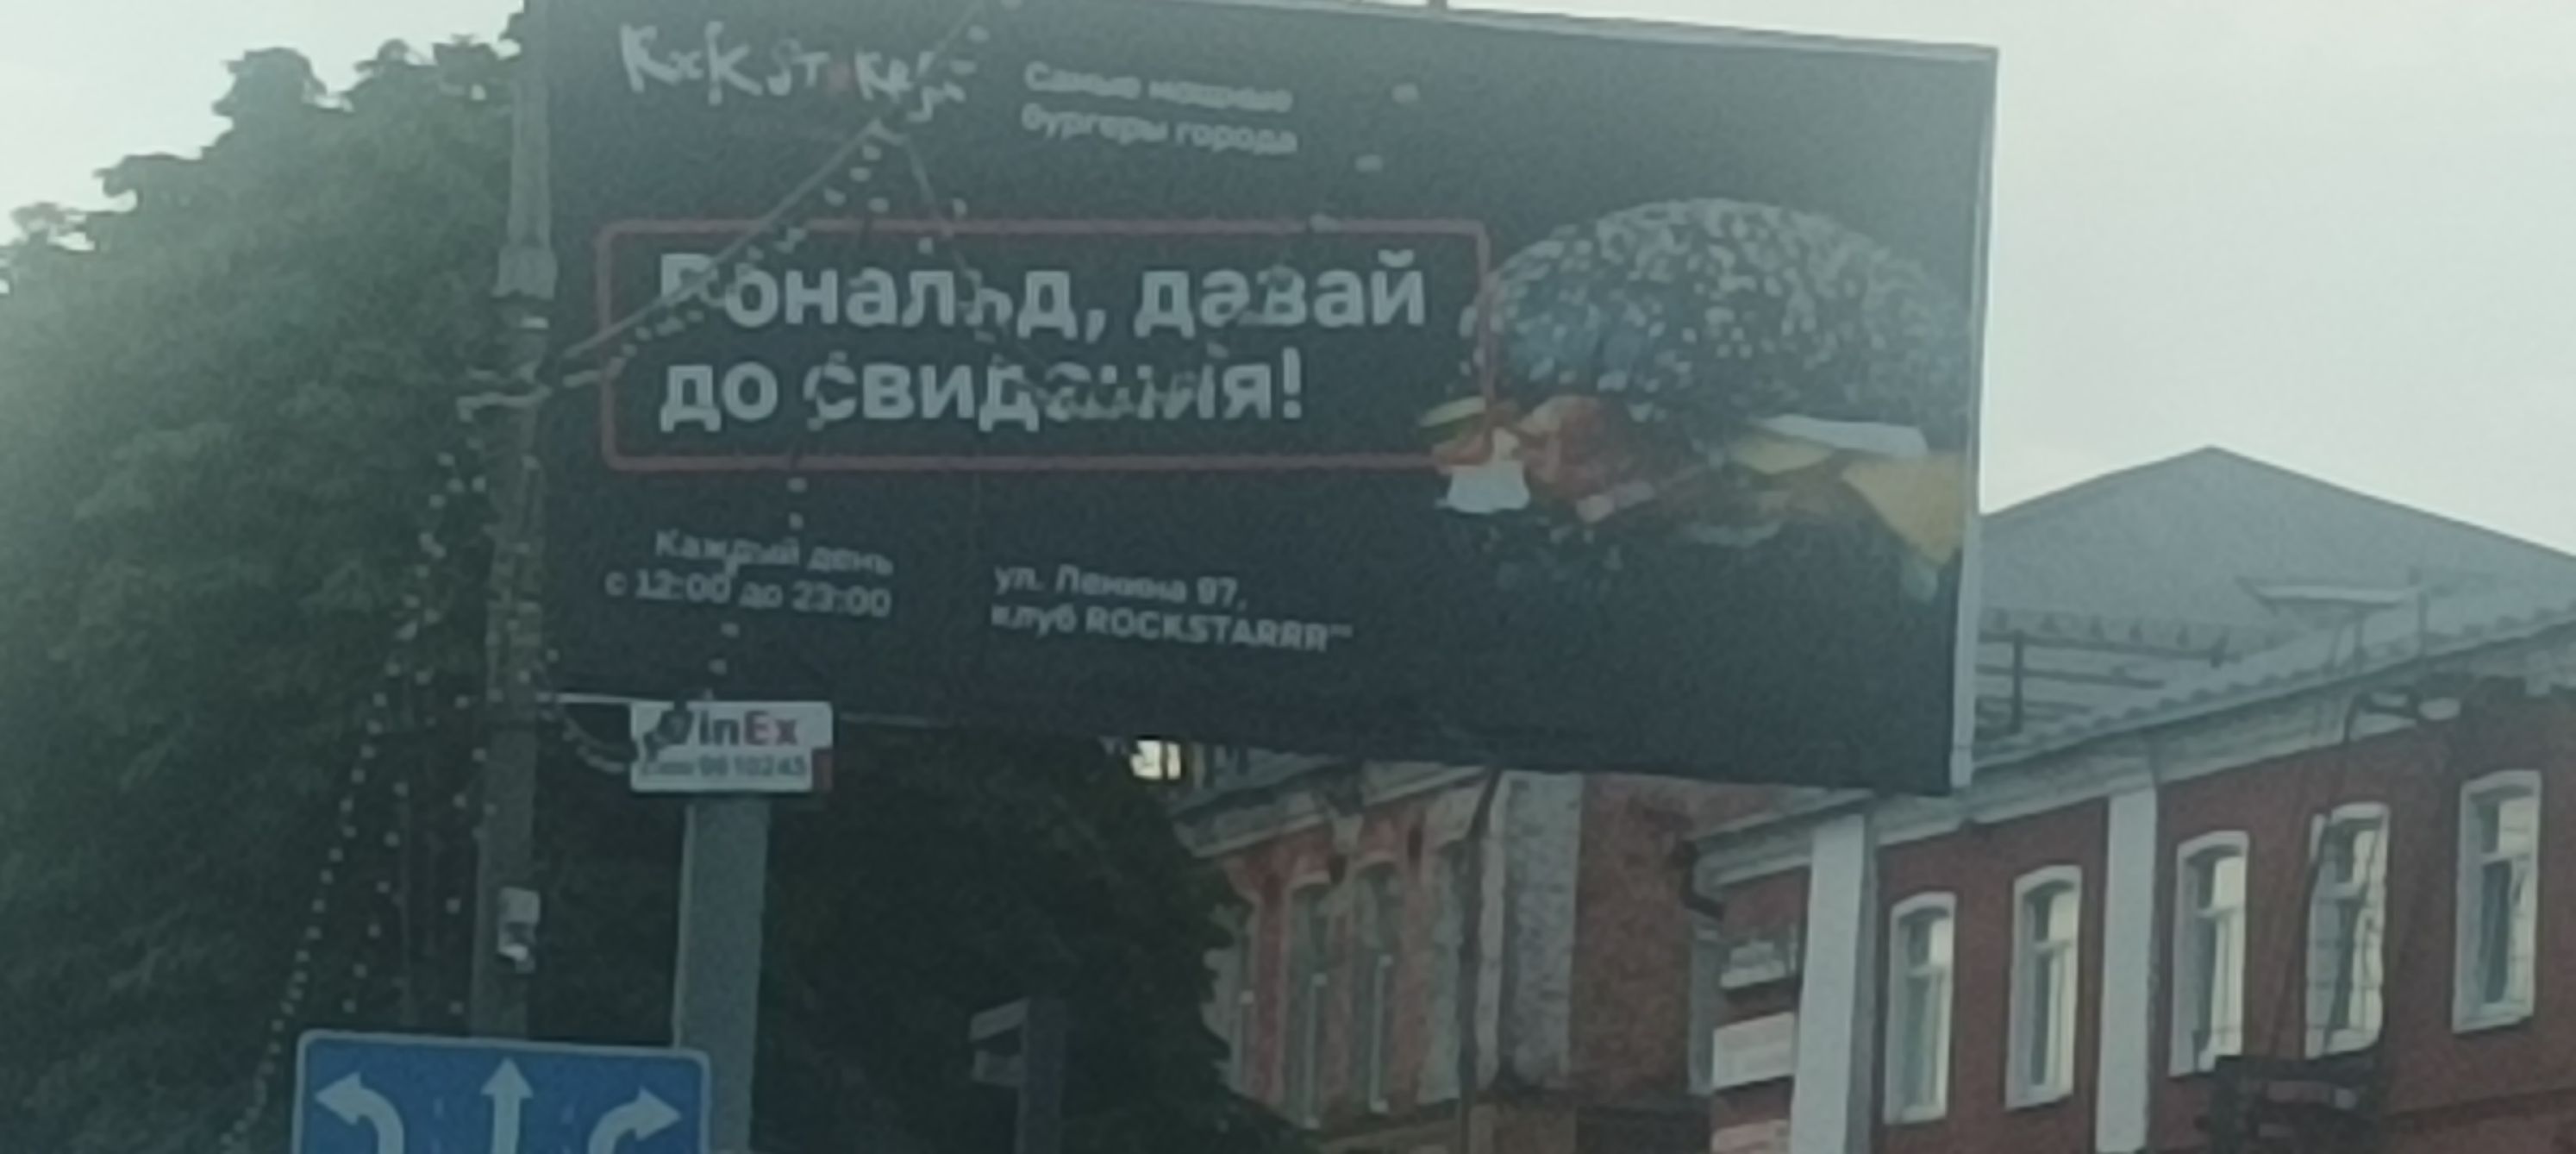 Самые мощные
бургеры города
Рональд, давай
до свидания!
Каждый день
с 12:00 до 23:00
ул. Ленина 97,
клуб ROCKSTARRR
WinEx